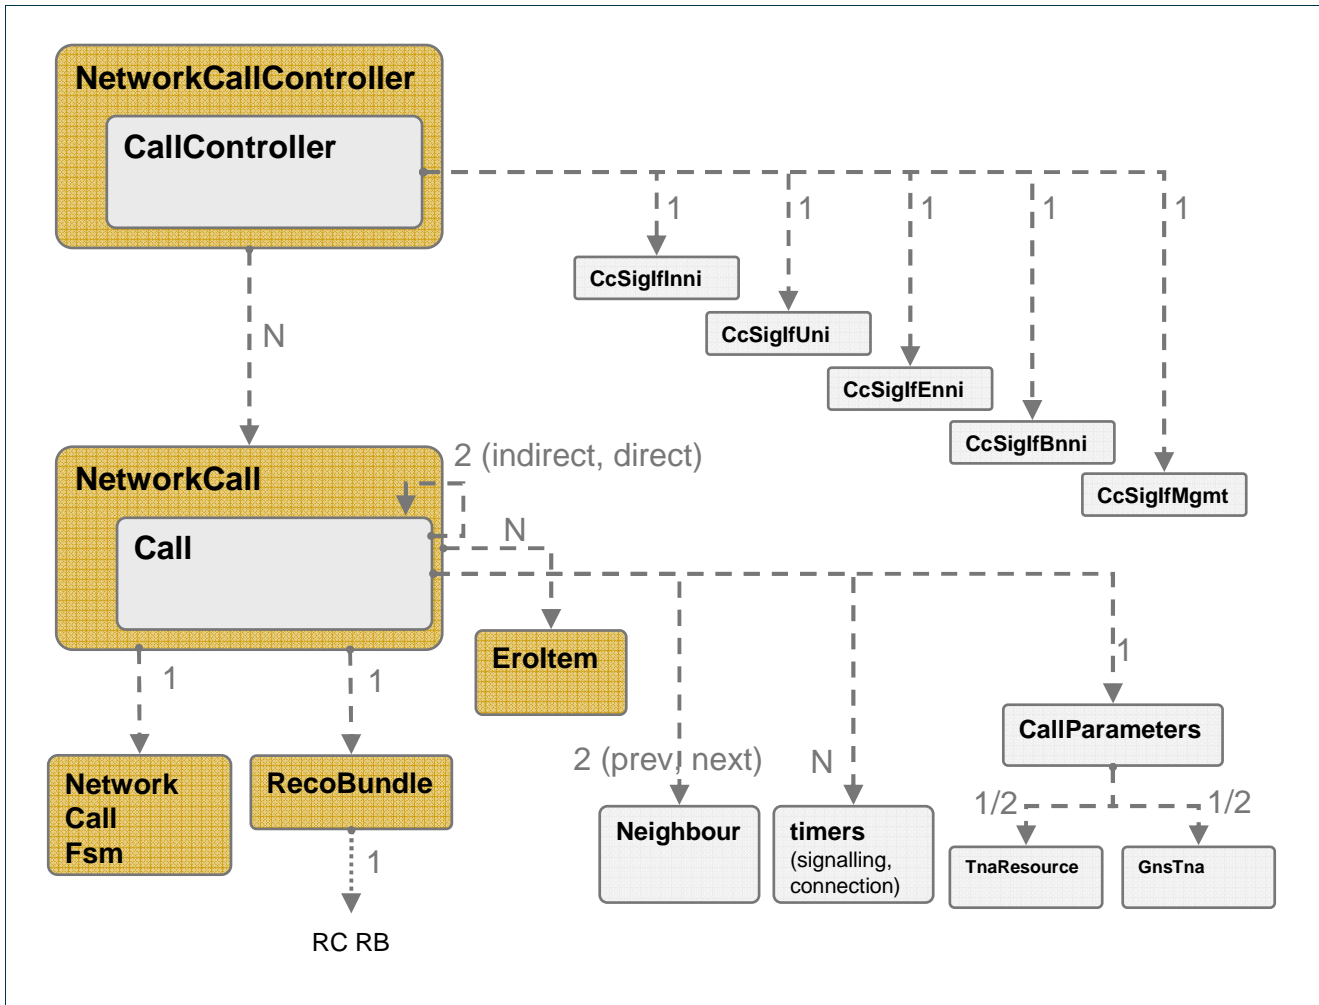 NetworkCallController
CallController
1
1
1
1
1
CcSigIfInni
CcSigIfUni
CcSigIfEnni
CcSigIfBnni
CcSigIfMgmt
N
2 (indirect, direct)
NetworkCall
Call
N
EroItem
1
1
1
Network
Call
Fsm
RecoBundle
1
RC RB
2 (prev, next)
N
Neighbour
timers
(signalling,
connection)
CallParameters
1/2
1/2
TnaResource
GnsTna